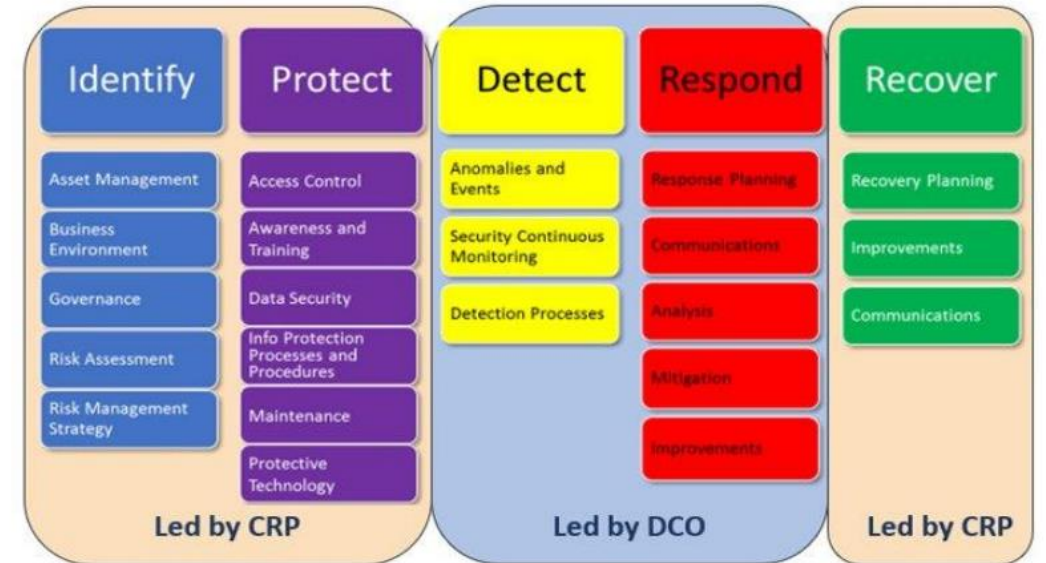 Identify
Asset Management
Business
Environment
Governance
Risk Assessment
Risk Management
Strategy
Protect
Access Control
Awareness and
Training
Data Security
Info Protection
Processes and
Procedures
Maintenance
Protective
Technology
Led by CRP
Detect
Anomalies and
Events
Security Continuous
Monitoring
Detection Processes
Respond
Response Planning
Communications
Analysis
Mitigation
Improvements
Led by DCO
Recover
Recovery Planning
Improvements
Communications
Led by CRP